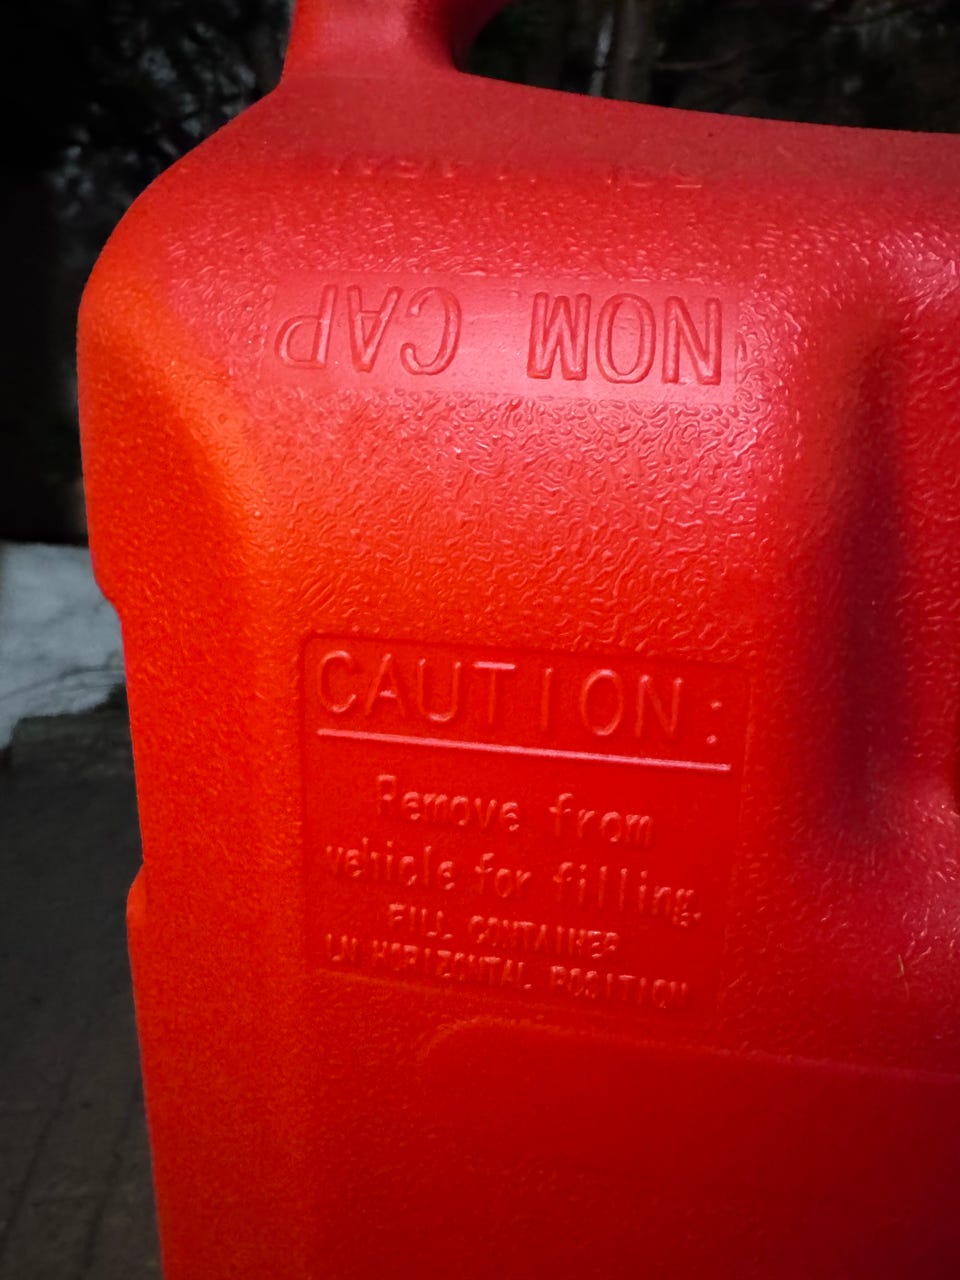 NOM CAP
CAUTION:
Remove from
vehicle for filling.
FILL CONTAINER
IN HORIZONTAL POSITION